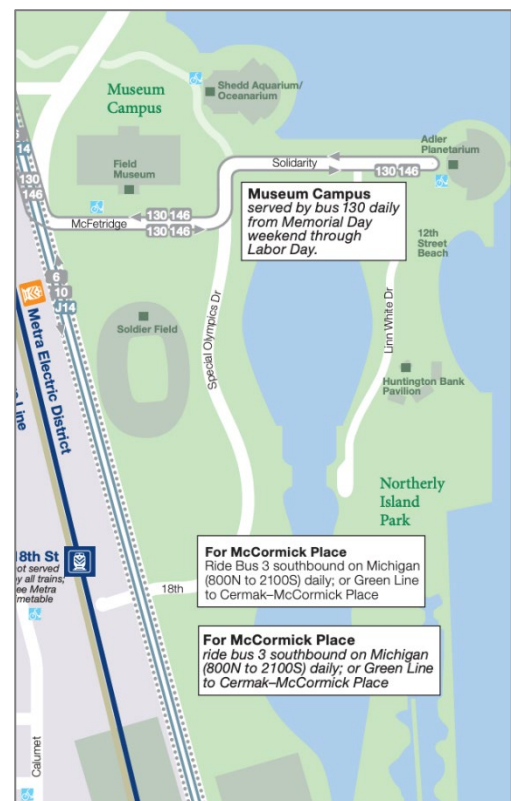 Museum
Campus
Shedd Aquarium/
Oceanarium
Adler
Planetarium
14
Field
Museum
Solidarity
130 146
130
146
130 146
McFetridge
130 146
Museum Campus
served by bus 130 daily
from Memorial Day
weekend through
Labor Day.
12th
Street
Beach
6
10
J14
Metra Electric District
Line
Soldier Field
Special Olympics Dr
Linn White Dr
Huntington Bank
Pavilion
Northerly
Island
Park
For McCormick Place
Ride Bus 3 southbound on Michigan
(800N to 2100S) daily; or Green Line
to Cermak–McCormick Place
8th St
ot served
y all trains;
ee Metra
metable
18th
For McCormick Place
ride bus 3 southbound on Michigan
(800N to 2100S) daily; or Green Line
to Cermak–McCormick Place
Calumet